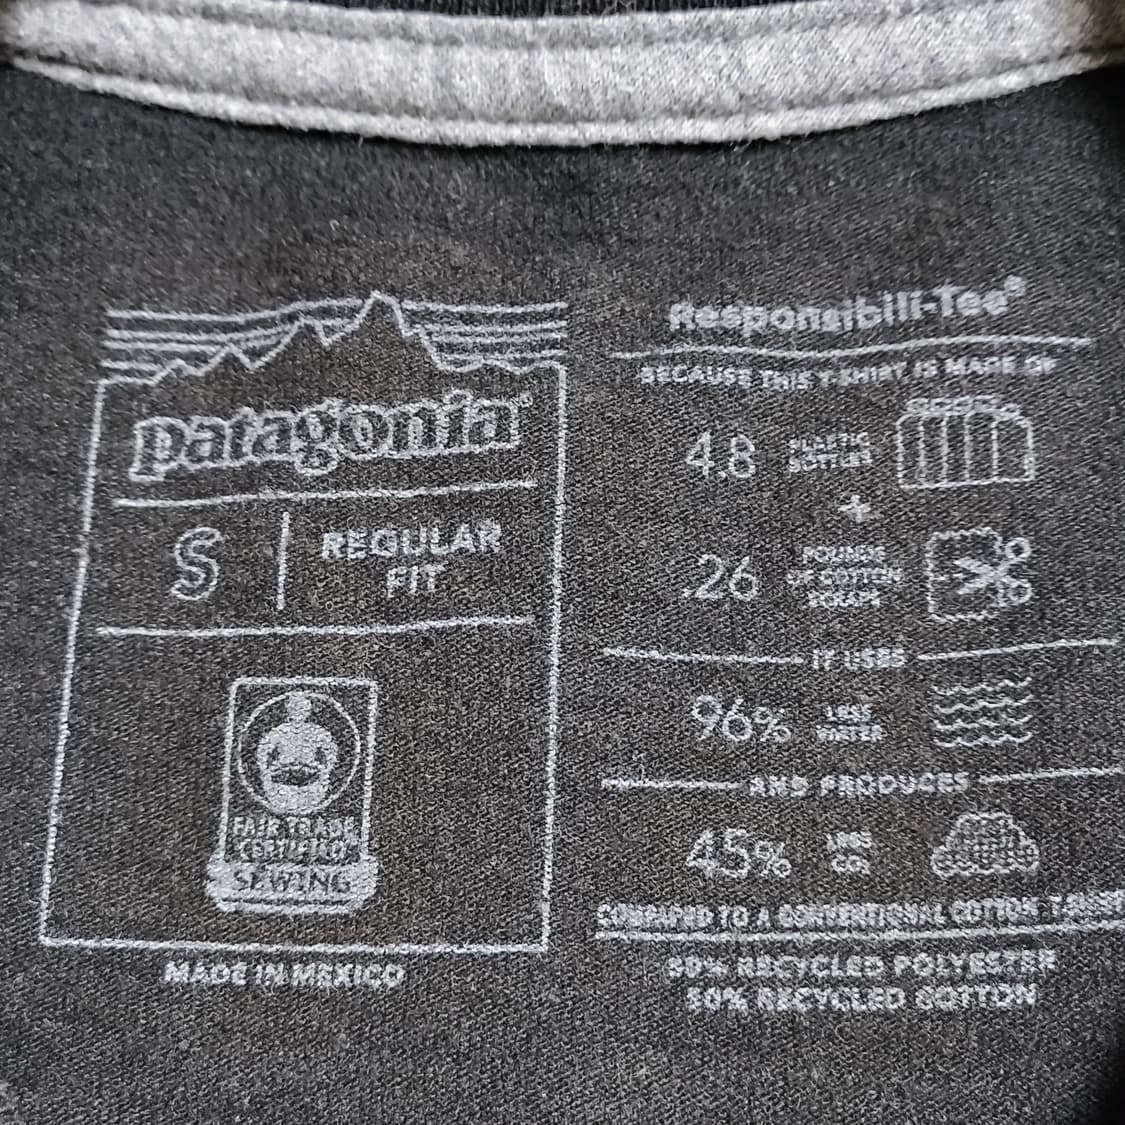 patagonia®
S
REGULAR
FIT
FAIR TRADE
CERTIFIED
SEWING
MADE IN MEXICO
Responsibili-Tee®
BECAUSE THIS T-SHIRT IS MADE OF
4.8
PLASTIC
BOTTLES
+
.26
POUNDS
OF COTTON
SCRAPS
IT USES
96%
LESS
WATER
AND PRODUCES
45%
LESS
CO2
COMPARED TO A CONVENTIONAL COTTON T-SHIRT
50% RECYCLED POLYESTER
50% RECYCLED COTTON